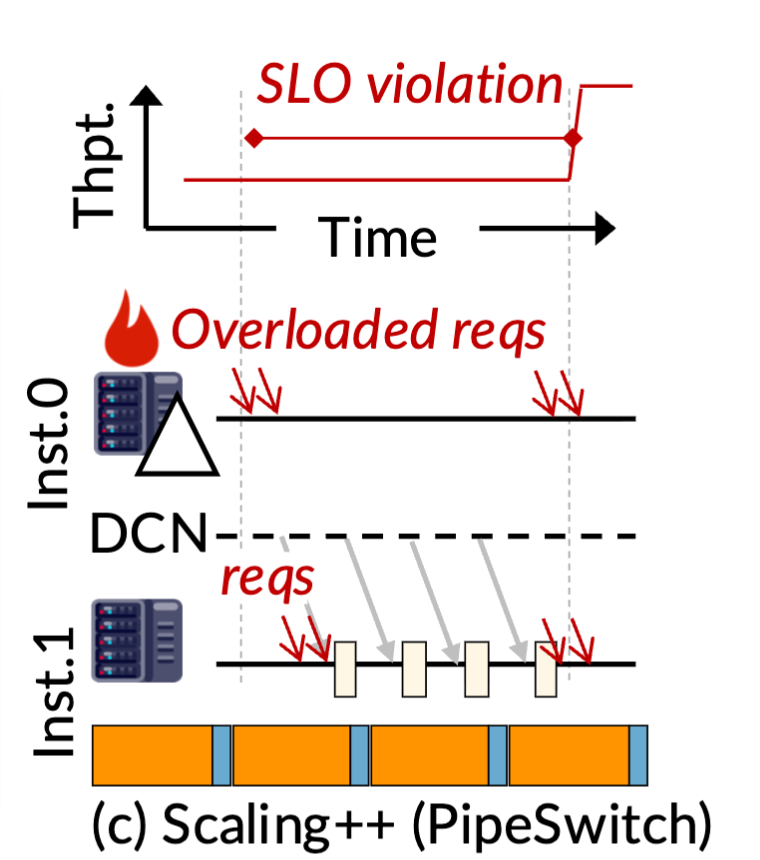 SLO violation
Thpt.
Time
Overloaded reqs
Inst.0
DCN
reqs
Inst.1
(c) Scaling++ (PipeSwitch)